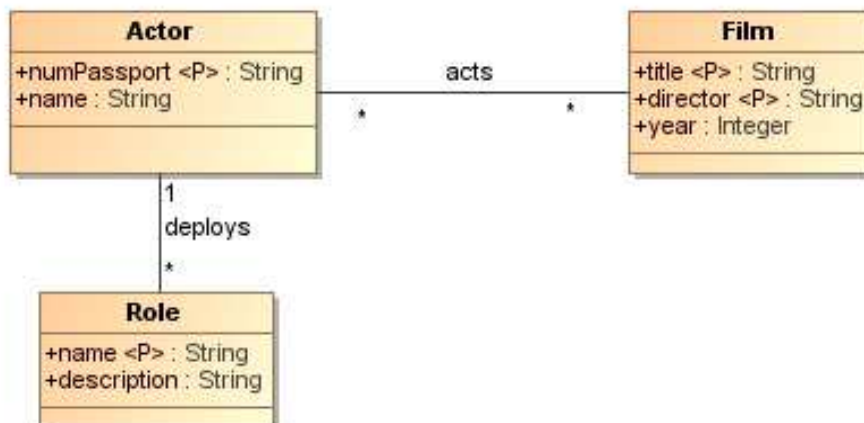 Actor
+numPassport <P> : String
+name : String
acts
*
*
Film
+title <P> : String
+director <P> : String
+year : Integer
1
deploys
*
Role
+name <P> : String
+description : String